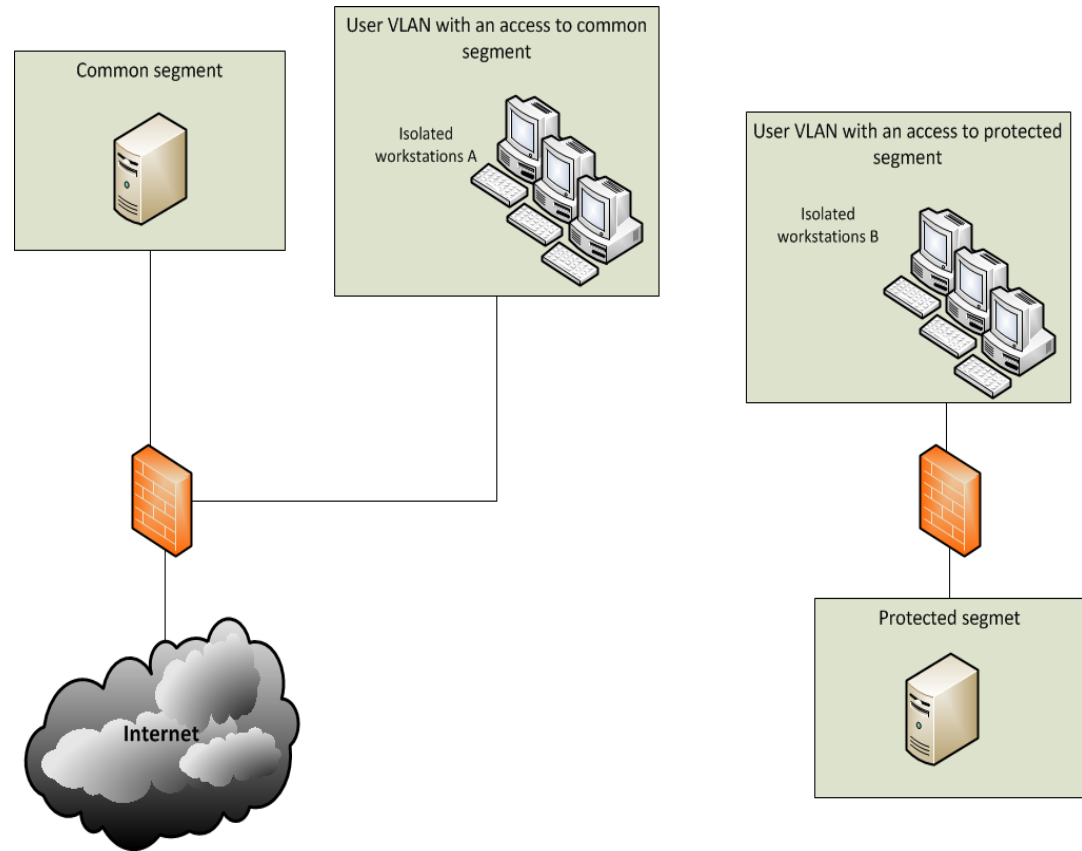 Common segment
User VLAN with an access to common
segment
Isolated
workstations A
User VLAN with an access to protected
segment
Isolated
workstations B
Protected segmet
Internet